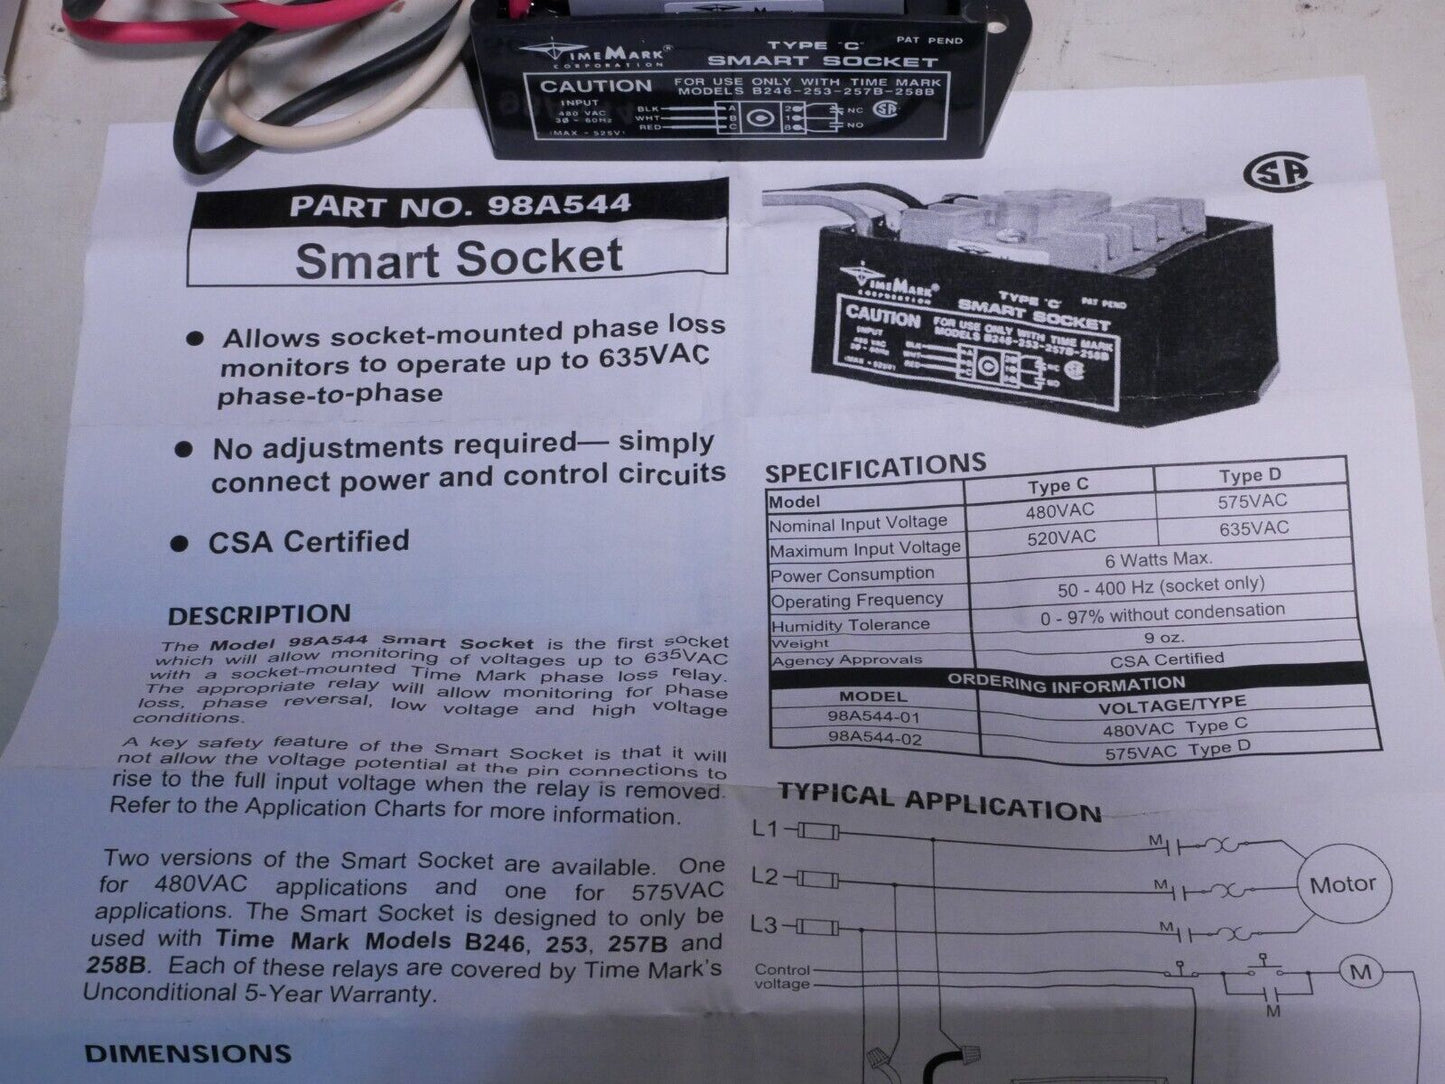 TIMEMARK®
CORPORATION
TYPE "C"
PAT PEND
SMART SOCKET
CAUTION
FOR USE ONLY WITH TIME MARK
MODELS B246-253-257B-258B
INPUT
480 VAC
3Ø - 60Hz
(MAX - 525V)
BLK
WHT
RED
A
B
C
2
1
8
NC
NO
PART NO. 98A544
Smart Socket
● Allows socket-mounted phase loss
monitors to operate up to 635VAC
phase-to-phase
● No adjustments required— simply
connect power and control circuits
● CSA Certified
DESCRIPTION
The Model 98A544 Smart Socket is the first socket
which will allow monitoring of voltages up to 635VAC
with a socket-mounted Time Mark phase loss relay.
The appropriate relay will allow monitoring for phase
loss, phase reversal, low voltage and high voltage
conditions.
A key safety feature of the Smart Socket is that it will
not allow the voltage potential at the pin connections to
rise to the full input voltage when the relay is removed.
Refer to the Application Charts for more information.
Two versions of the Smart Socket are available. One
for 480VAC applications and one for 575VAC
applications. The Smart Socket is designed to only be
used with Time Mark Models B246, 253, 257B and
258B. Each of these relays are covered by Time Mark's
Unconditional 5-Year Warranty.
DIMENSIONS
TIMEMARK®
CORPORATION
TYPE "C"
PAT PEND
SMART SOCKET
CAUTION
FOR USE ONLY WITH TIME MARK
MODELS B246-253-257B-258B
INPUT
480 VAC
3Ø - 60Hz
(MAX - 525V)
BLK
WHT
RED
NC
NO
SPECIFICATIONS
Model Type C Type D
Nominal Input Voltage 480VAC 575VAC
Maximum Input Voltage 520VAC 635VAC
Power Consumption 6 Watts Max.
Operating Frequency 50 - 400 Hz (socket only)
Humidity Tolerance 0 - 97% without condensation
Weight 9 oz.
Agency Approvals CSA Certified
ORDERING INFORMATION
MODEL VOLTAGE/TYPE
98A544-01 480VAC Type C
98A544-02 575VAC Type D
TYPICAL APPLICATION
L1 M
L2 M Motor
L3 M
Control
voltage
M
M